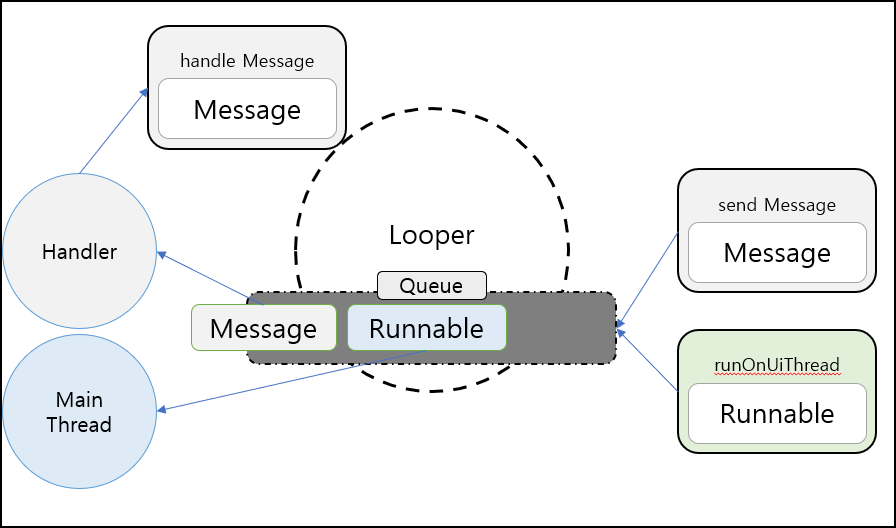 handle Message
Message
Handler
Main
Thread
Looper
Queue
Message
Runnable
send Message
Message
runOnUiThread
Runnable